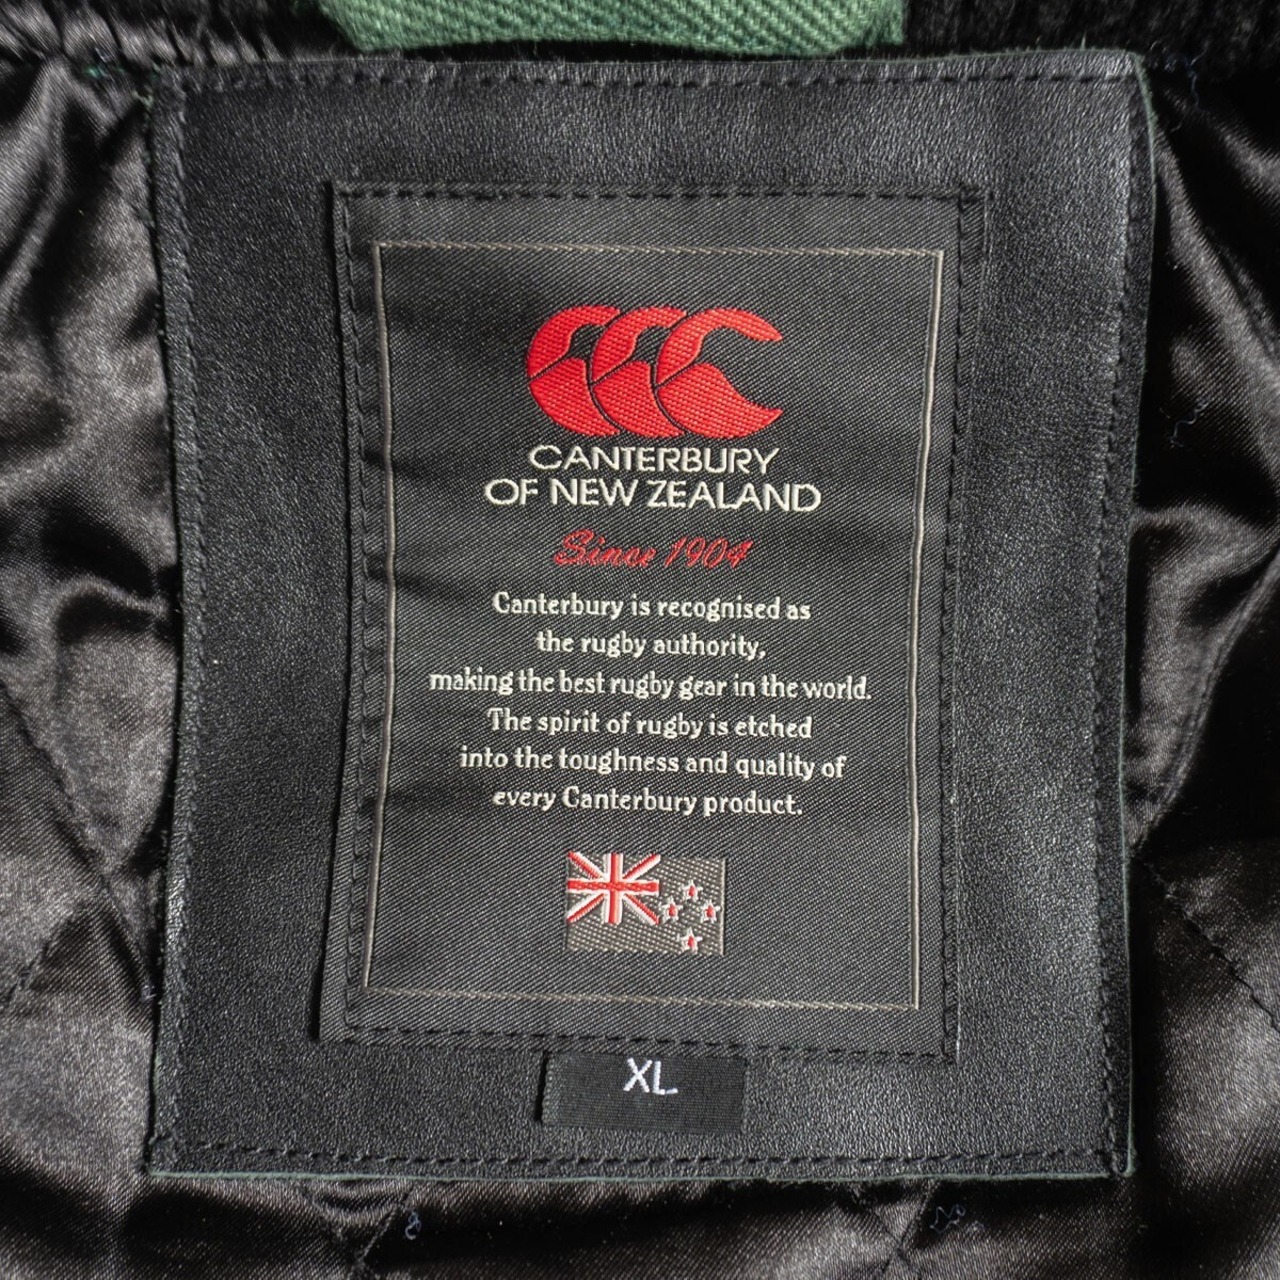 CANTERBURY
OF NEW ZEALAND
Since 1904
Canterbury is recognised as
the rugby authority,
making the best rugby gear in the world.
The spirit of rugby is etched
into the toughness and quality of
every Canterbury product.
XL